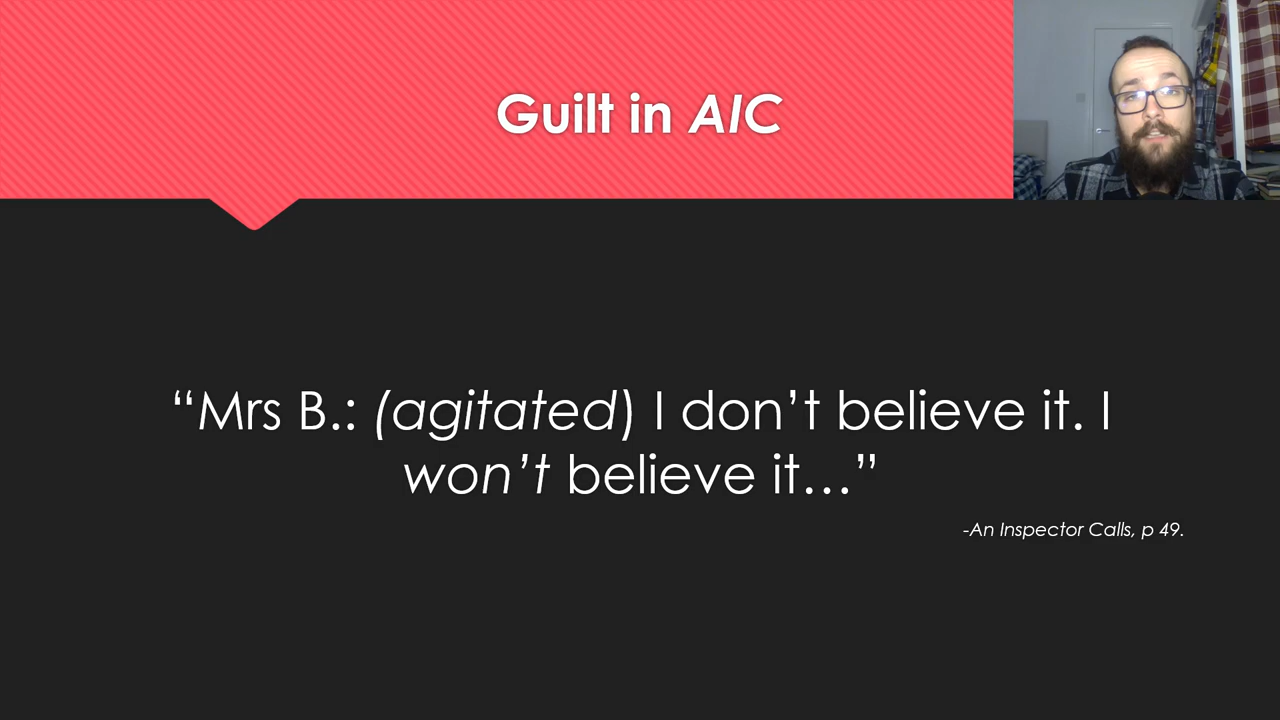 Guilt in AIC
“Mrs B.: (agitated) I don’t believe it. I
won’t believe it…”
-An Inspector Calls, p 49.